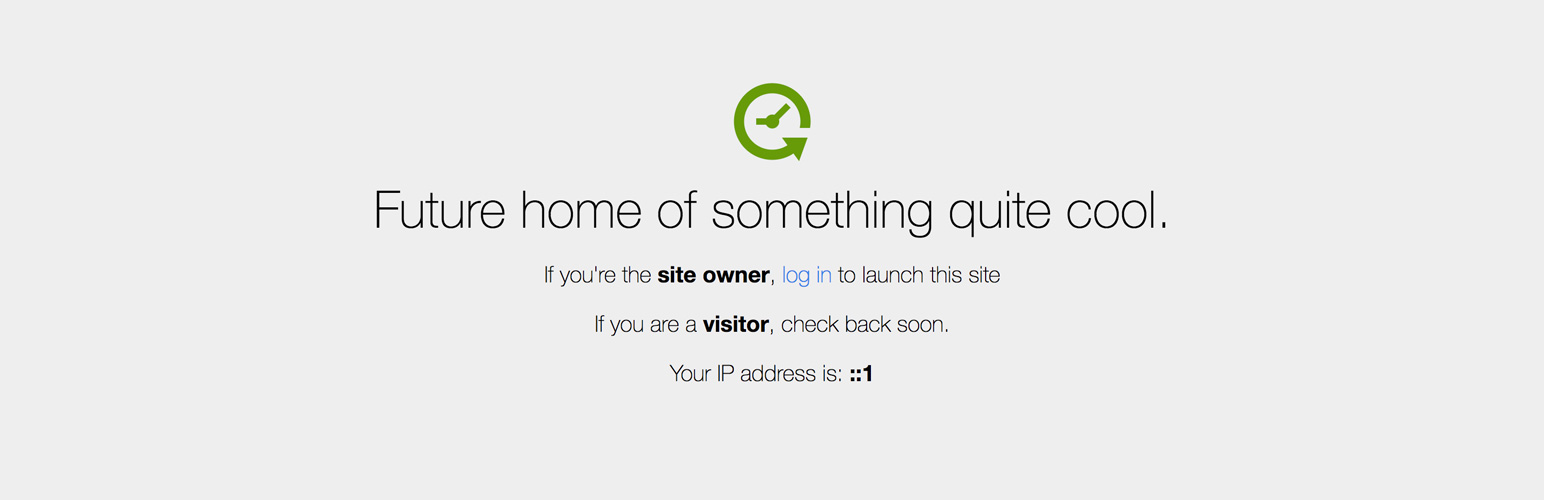 Future home of something quite cool.
If you're the site owner, log in to launch this site
If you are a visitor, check back soon.
Your IP address is: ::1